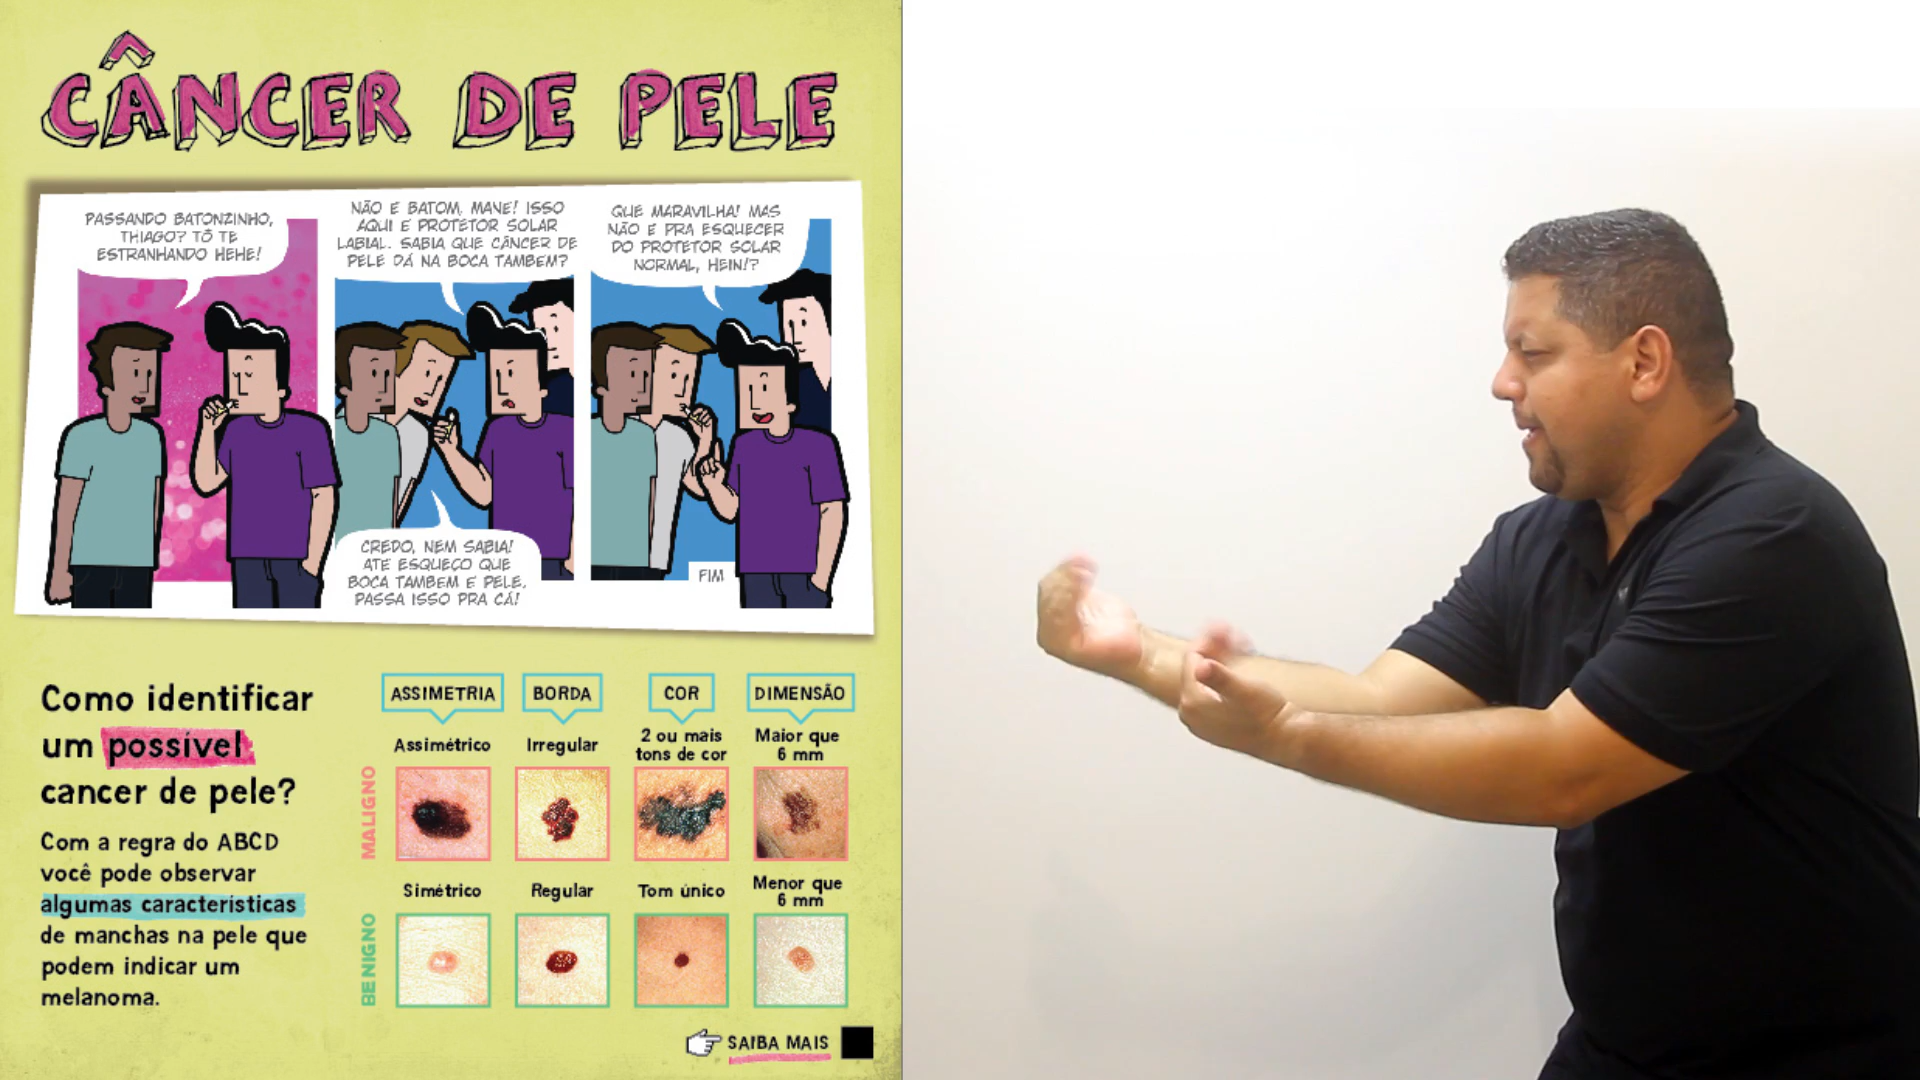 CÂNCER DE PELE
PASSANDO BATONZINHO,
THIAGO? TÔ TE
ESTRANHANDO HEHE!
NÃO E BATOM, MANE! ISSO
AQUI E PROTETOR SOLAR
LABIAL. SABIA QUE CÂNCER DE
PELE DÁ NA BOCA TAMBEM?
CREDO, NEM SABIA!
ATE ESQUEÇO QUE
BOCA TAMBEM E PELE.
PASSA ISSO PRA CÁ!
QUE MARAVILHA! MAS
NÃO E PRA ESQUECER
DO PROTETOR SOLAR
NORMAL, HEIN!?
FIM
Como identificar
um possível
cancer de pele?
Com a regra do ABCD
você pode observar
algumas características
de manchas na pele que
podem indicar um
melanoma.
ASSIMETRIA BORDA COR DIMENSÃO
MALIGNO
Assimétrico
Irregular
2 ou mais
tons de cor
Maior que
6 mm
BENIGNO
Simétrico
Regular
Tom único
Menor que
6 mm
SAIBA MAIS